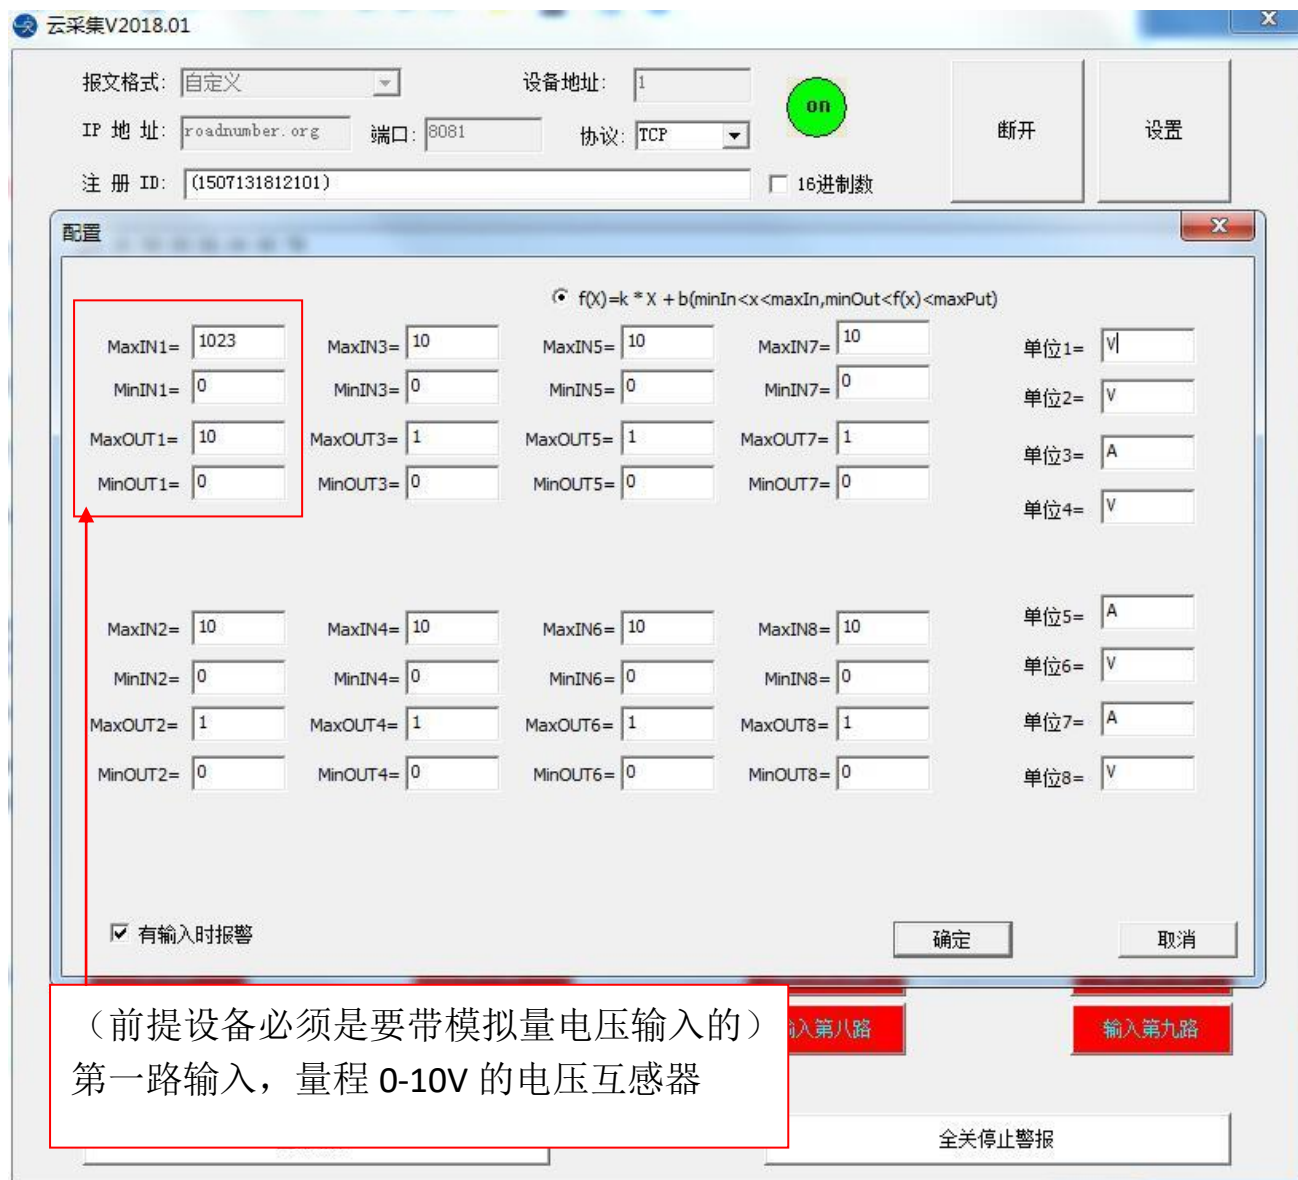 云采集V2018.01
报文格式: 自定义 设备地址: 1 on 断开 设置
IP 地 址: roadnumber.org 端口: 8081 协议: TCP
注 册 ID: (1507131812101) 16进制数
配置
f(X)=k * X + b(minIn<x<maxIn,minOut<f(x)<maxPut)
MaxIN1= 1023 MaxIN3= 10 MaxIN5= 10 MaxIN7= 10 单位1= V
MinIN1= 0 MinIN3= 0 MinIN5= 0 MinIN7= 0 单位2= V
MaxOUT1= 10 MaxOUT3= 1 MaxOUT5= 1 MaxOUT7= 1 单位3= A
MinOUT1= 0 MinOUT3= 0 MinOUT5= 0 MinOUT7= 0 单位4= V
MaxIN2= 10 MaxIN4= 10 MaxIN6= 10 MaxIN8= 10 单位5= A
MinIN2= 0 MinIN4= 0 MinIN6= 0 MinIN8= 0 单位6= V
MaxOUT2= 1 MaxOUT4= 1 MaxOUT6= 1 MaxOUT8= 1 单位7= A
MinOUT2= 0 MinOUT4= 0 MinOUT6= 0 MinOUT8= 0 单位8= V
有输入时报警 确定 取消
（前提设备必须是要带模拟量电压输入的） 入第八路 输入第九路
第一路输入，量程 0-10V 的电压互感器
全关停止警报